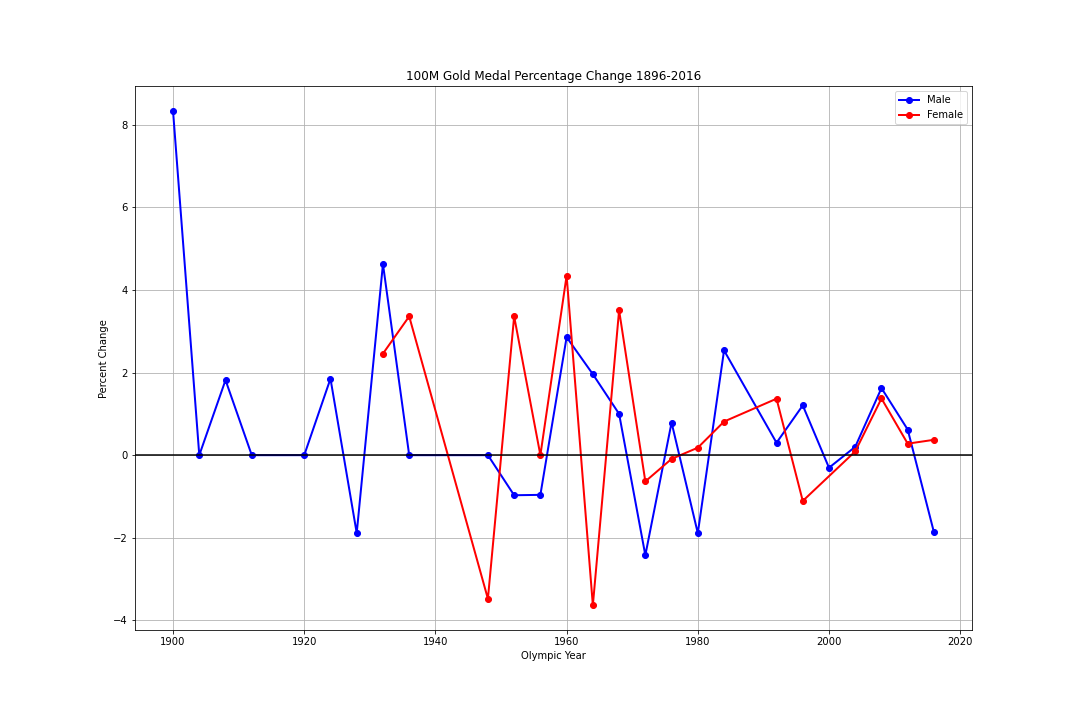 100M Gold Medal Percentage Change 1896-2016
Male
Female
8
6
4
2
0
−2
−4
Percent Change
1900 1920 1940 1960 1980 2000 2020
Olympic Year